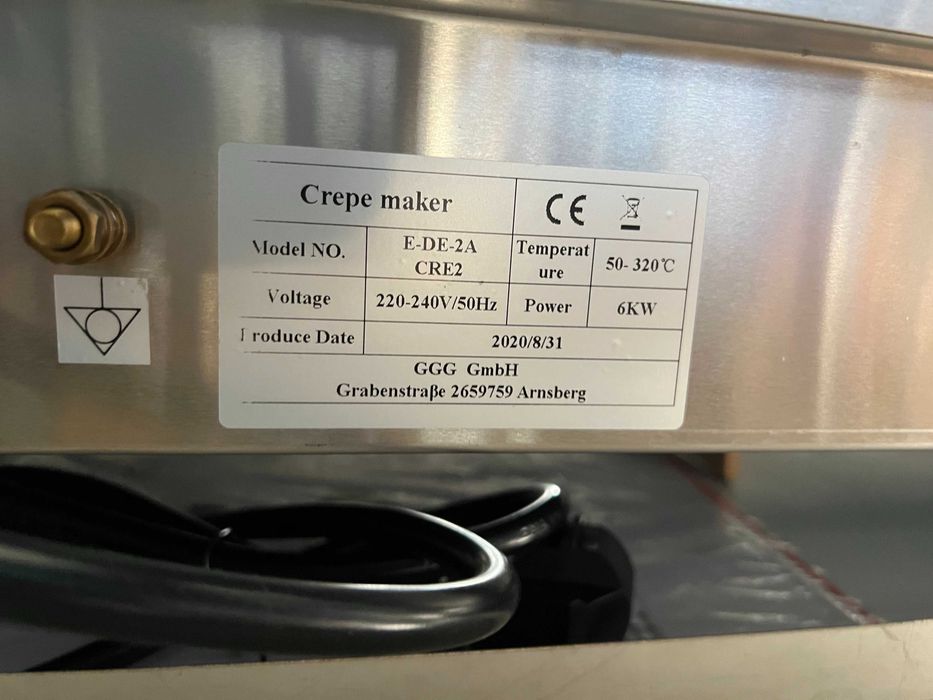 Crepe maker
CE
Model NO.
E-DE-2A
CRE2
Temperat
ure
50-320℃
Voltage
220-240V/50Hz
Power
6KW
Produce Date
2020/8/31
GGG GmbH
Grabenstraβe 2659759 Arnsberg